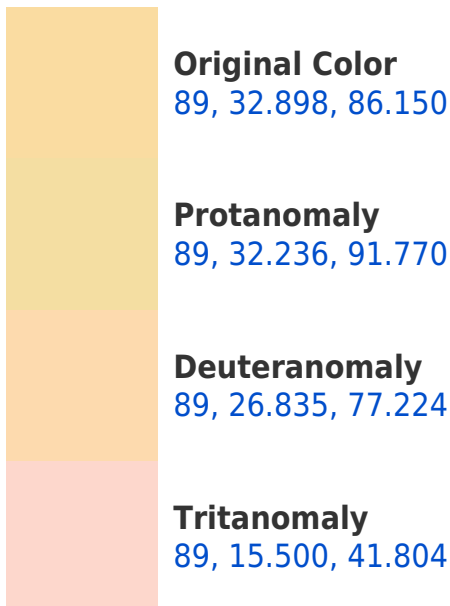 Original Color
89, 32.898, 86.150
Protanomaly
89, 32.236, 91.770
Deuteranomaly
89, 26.835, 77.224
Tritanomaly
89, 15.500, 41.804